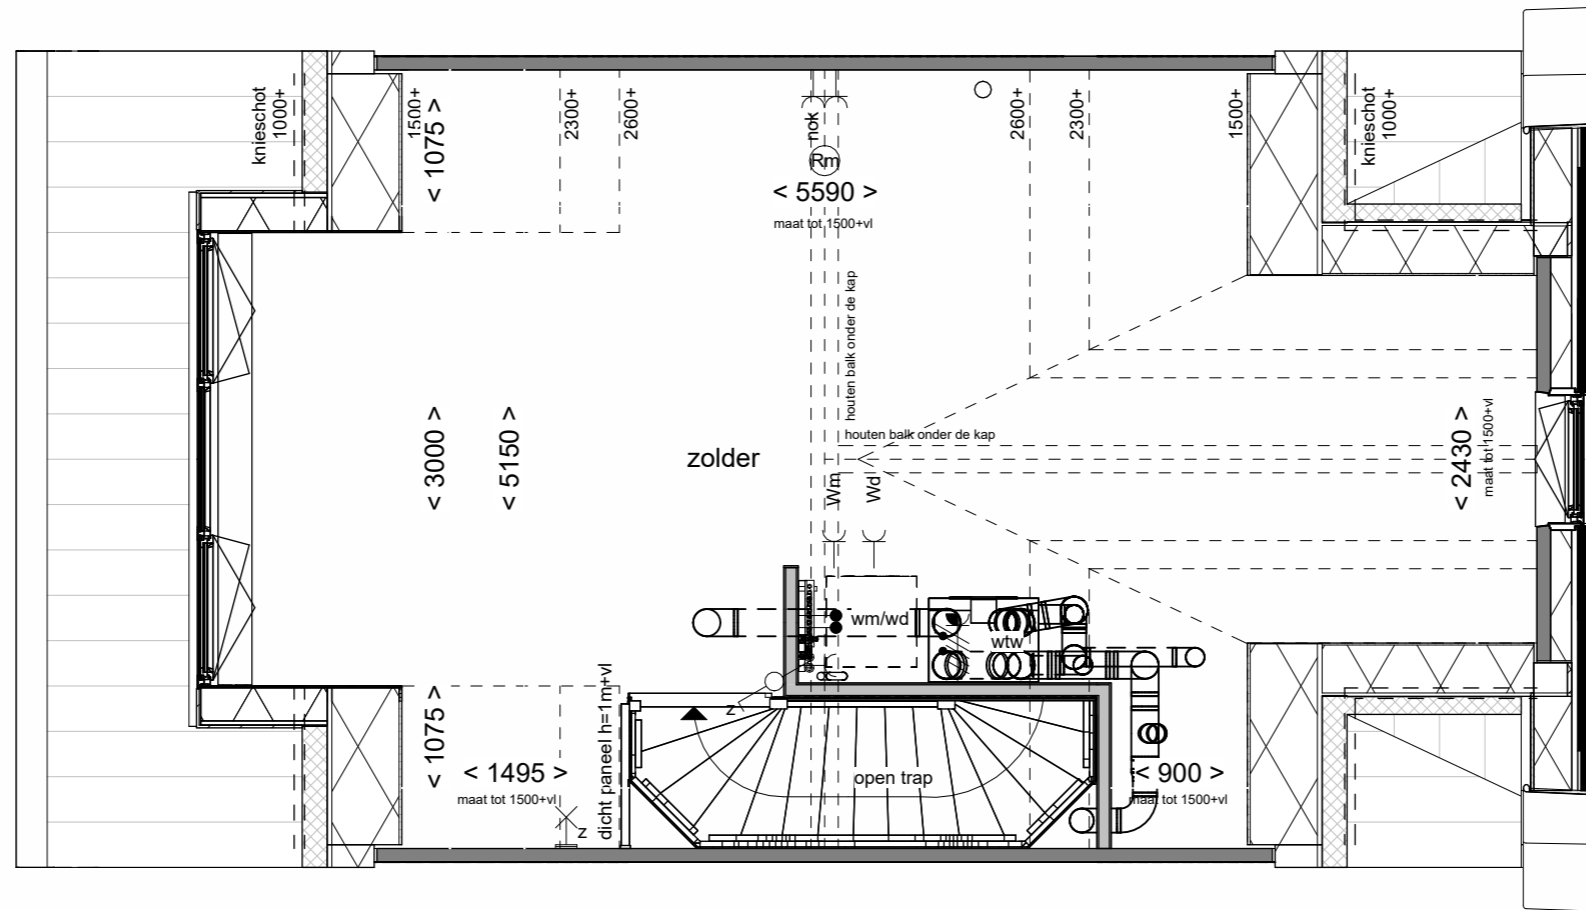 knieschot
1000+
1500+
< 1075 >
2300+
2600+
nok
Rm
< 5590 >
maat tot 1500+vl
2600+
2300+
1500+
knieschot
1000+
houten balk onder de kap
houten balk onder de kap
< 3000 >
< 5150 >
zolder
Wm
Wd
< 2430 >
maat tot 1500+vl
wm/wd
wtw
z
< 1075 >
< 1495 >
maat tot 1500+vl
z
dicht paneel h=1m+vl
open trap
< 900 >
maat tot 1500+vl